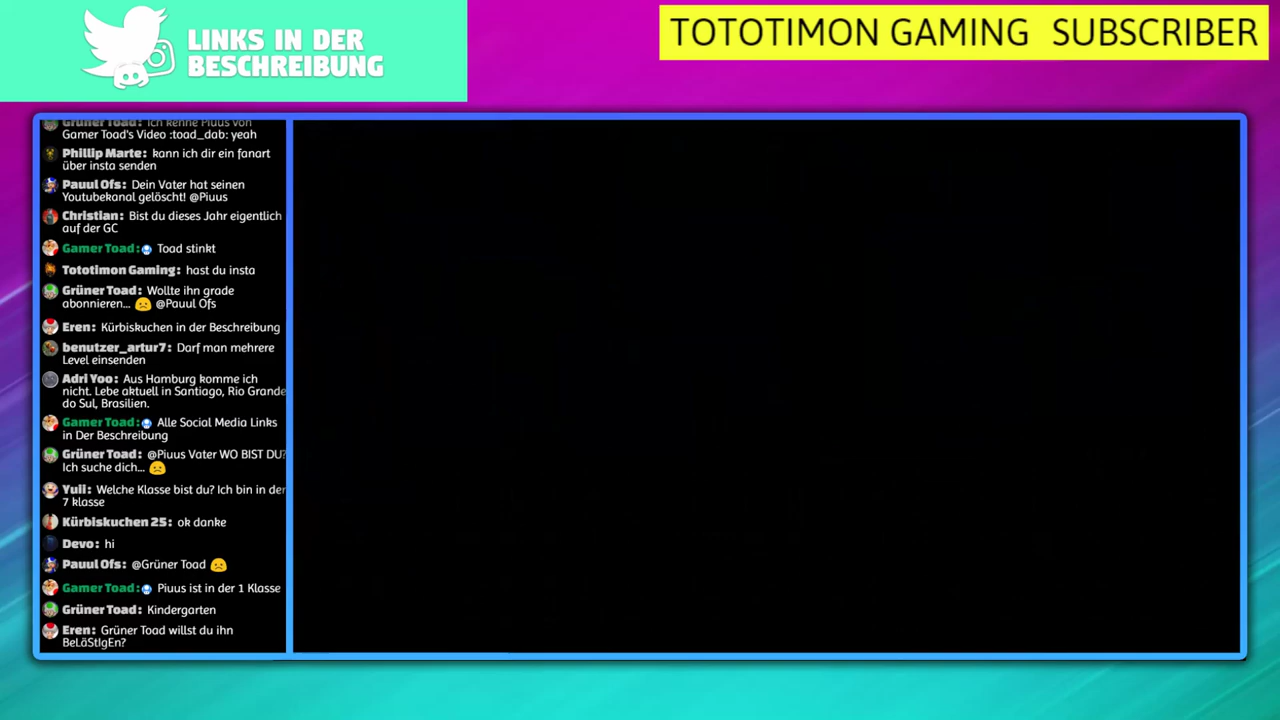 LINKS IN DER
BESCHREIBUNG
TOTOTIMON GAMING SUBSCRIBER
Grüner Toad: Ich kenne Piuus von
Gamer Toad's Video :toad_dab: yeah
Phillip Marte: kann ich dir ein fanart
über insta senden
Pauul Ofs: Dein Vater hat seinen
Youtubekanal gelöscht! @Piuus
Christian: Bist du dieses Jahr eigentlich
auf der GC
Gamer Toad: Toad stinkt
Tototimon Gaming: hast du insta
Grüner Toad: Wollte ihn grade
abonnieren... @Pauul Ofs
Eren: Kürbiskuchen in der Beschreibung
benutzer_artur7: Darf man mehrere
Level einsenden
Adri Yoo: Aus Hamburg komme ich
nicht. Lebe aktuell in Santiago, Rio Grande
do Sul, Brasilien.
Gamer Toad: Alle Social Media Links
in Der Beschreibung
Grüner Toad: @Piuus Vater WO BIST DU?
Ich suche dich...
Yuii: Welche Klasse bist du? Ich bin in der
7 klasse
Kürbiskuchen 25: ok danke
Devo: hi
Pauul Ofs: @Grüner Toad
Gamer Toad: Piuus ist in der 1 Klasse
Grüner Toad: Kindergarten
Eren: Grüner Toad willst du ihn
BeLäStIgEn?